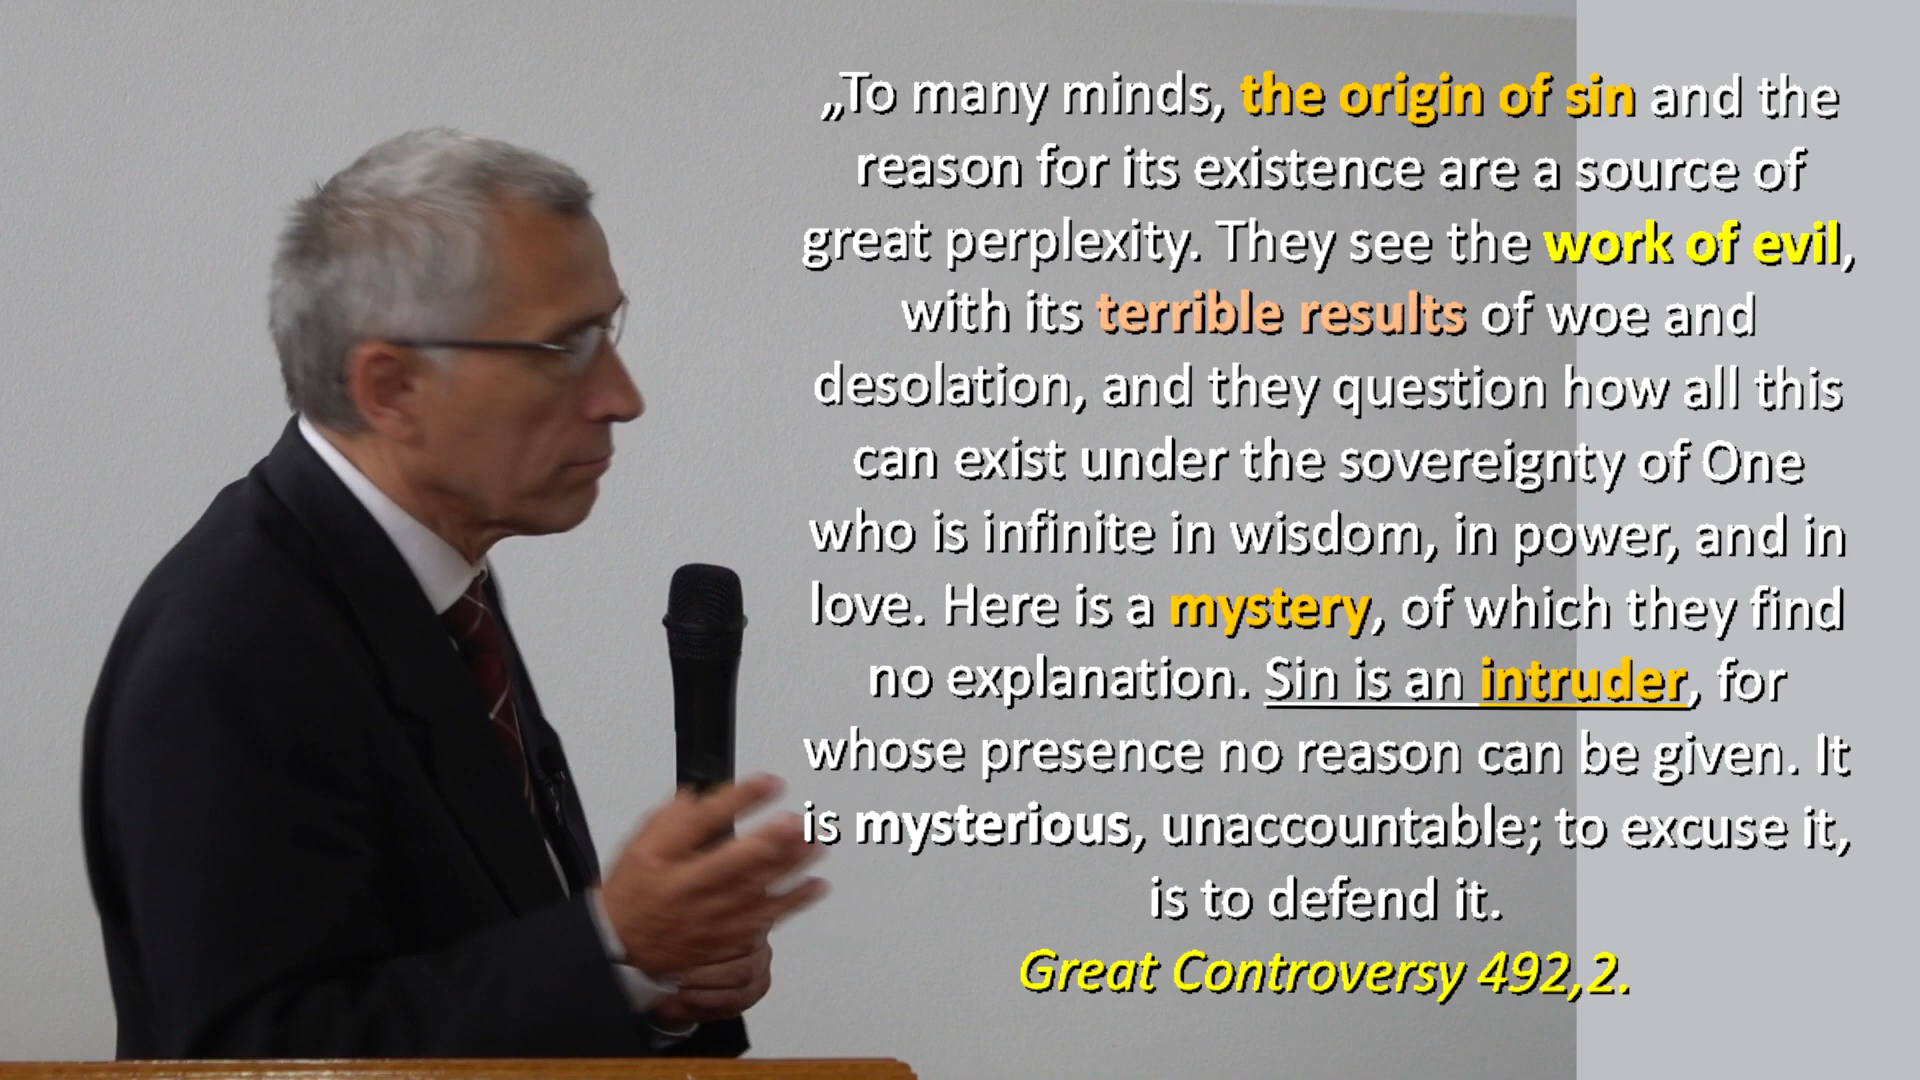 „To many minds, the origin of sin and the
reason for its existence are a source of
great perplexity. They see the work of evil,
with its terrible results of woe and
desolation, and they question how all this
can exist under the sovereignty of One
who is infinite in wisdom, in power, and in
love. Here is a mystery, of which they find
no explanation. Sin is an intruder, for
whose presence no reason can be given. It
is mysterious, unaccountable; to excuse it,
is to defend it.
Great Controversy 492,2.